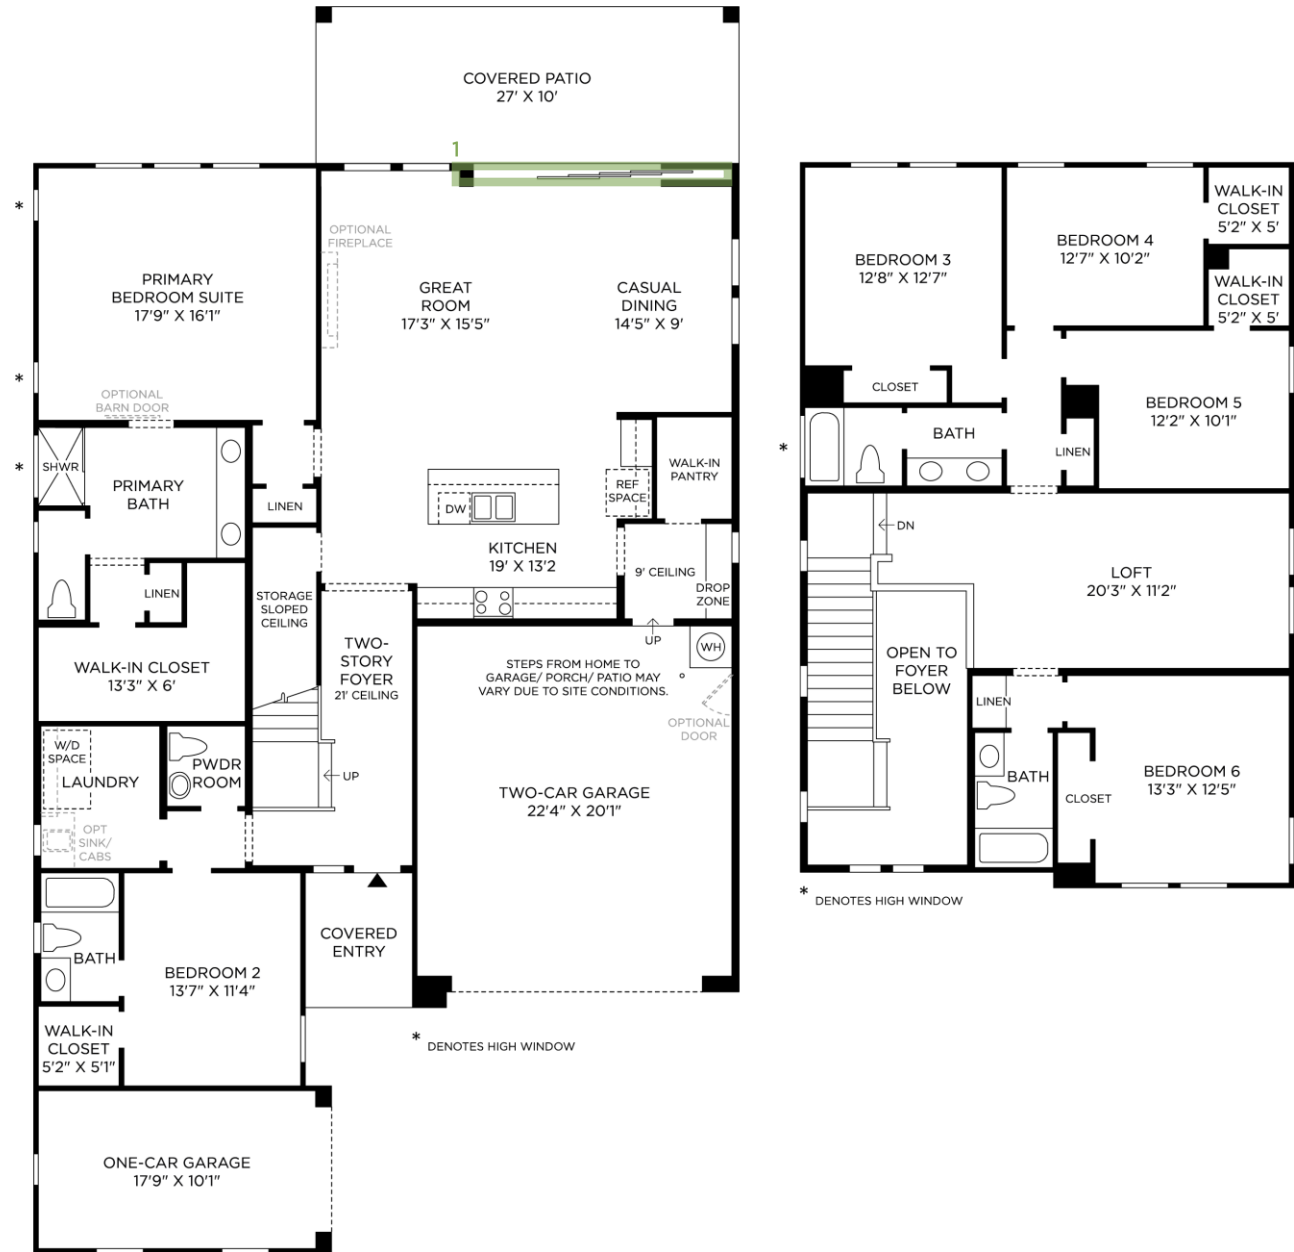 COVERED PATIO
27' X 10'
1
*
OPTIONAL
FIREPLACE
PRIMARY
BEDROOM SUITE
17'9" X 16'1"
GREAT
ROOM
17'3" X 15'5"
CASUAL
DINING
14'5" X 9'
*
OPTIONAL
BARN DOOR
*
SHWR
PRIMARY
BATH
LINEN
WALK-IN
PANTRY
REF
SPACE
DW
KITCHEN
19' X 13'2
9' CEILING
DROP
ZONE
LINEN
STORAGE
SLOPED
CEILING
UP
WH
TWO-
STORY
FOYER
21' CEILING
STEPS FROM HOME TO
GARAGE/ PORCH/ PATIO MAY
VARY DUE TO SITE CONDITIONS.
WALK-IN CLOSET
13'3" X 6'
OPTIONAL
DOOR
W/D
SPACE
LAUNDRY
PWDR
ROOM
UP
TWO-CAR GARAGE
22'4" X 20'1"
OPT
SINK/
CABS
COVERED
ENTRY
BATH
BEDROOM 2
13'7" X 11'4"
WALK-IN
CLOSET
5'2" X 5'1"
* DENOTES HIGH WINDOW
ONE-CAR GARAGE
17'9" X 10'1"
WALK-IN
CLOSET
5'2" X 5'
BEDROOM 4
12'7" X 10'2"
BEDROOM 3
12'8" X 12'7"
WALK-IN
CLOSET
5'2" X 5'
CLOSET
BEDROOM 5
12'2" X 10'1"
*
BATH
LINEN
DN
LOFT
20'3" X 11'2"
OPEN TO
FOYER
BELOW
LINEN
BATH
CLOSET
BEDROOM 6
13'3" X 12'5"
* DENOTES HIGH WINDOW